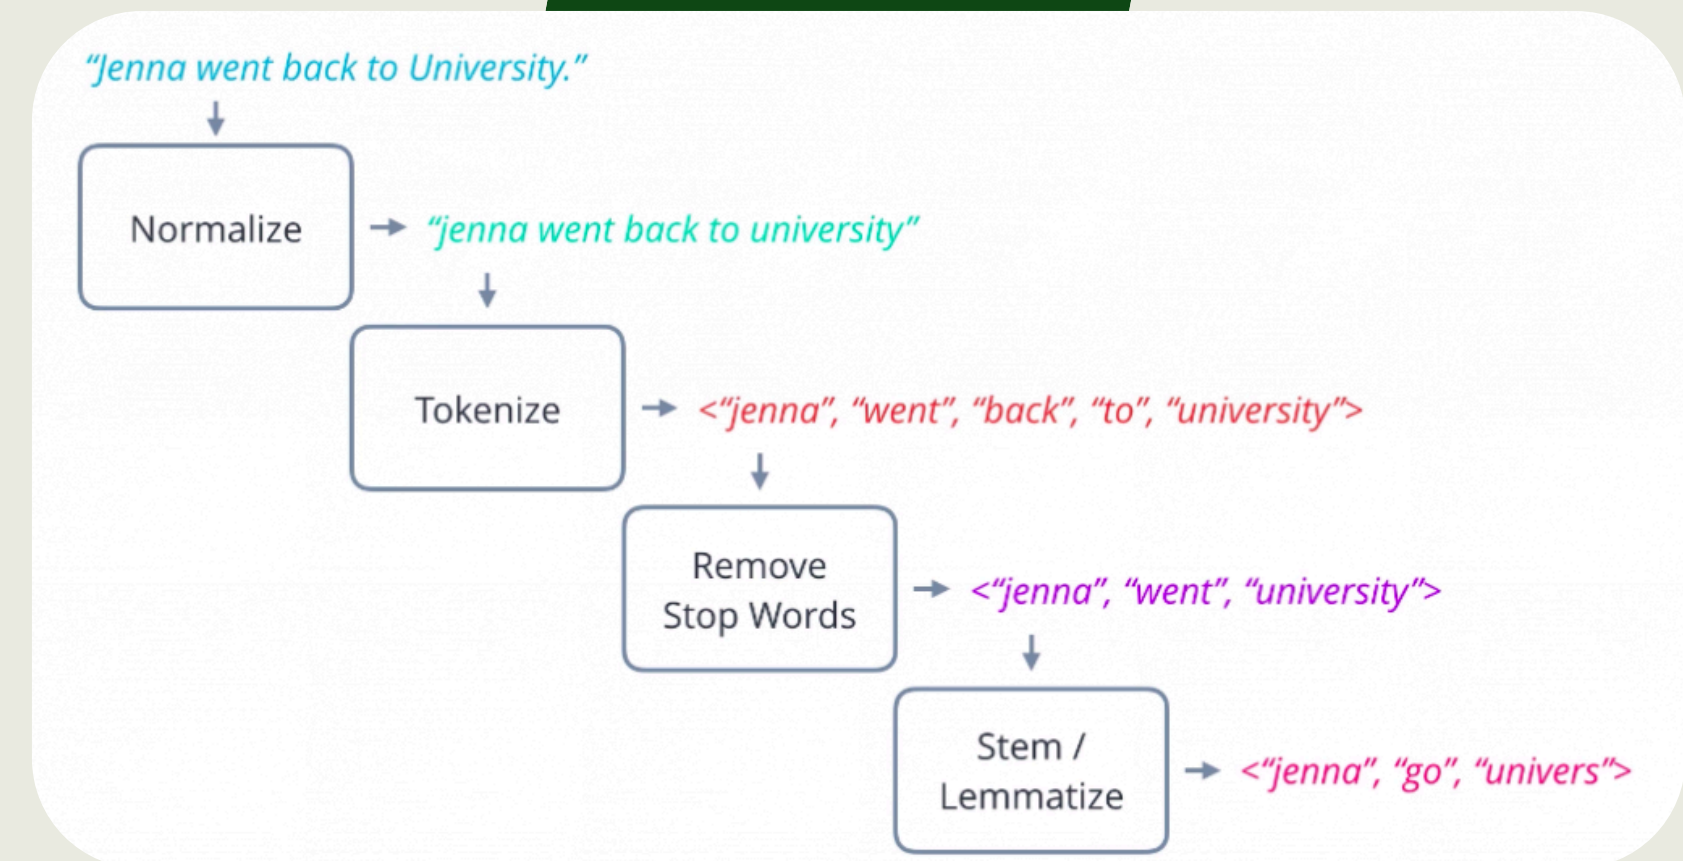 “Jenna went back to University.”
Normalize
“jenna went back to university”
Tokenize
<“jenna”, “went”, “back”, “to”, “university”>
Remove
Stop Words
<“jenna”, “went”, “university”>
Stem /
Lemmatize
<“jenna”, “go”, “univers”>